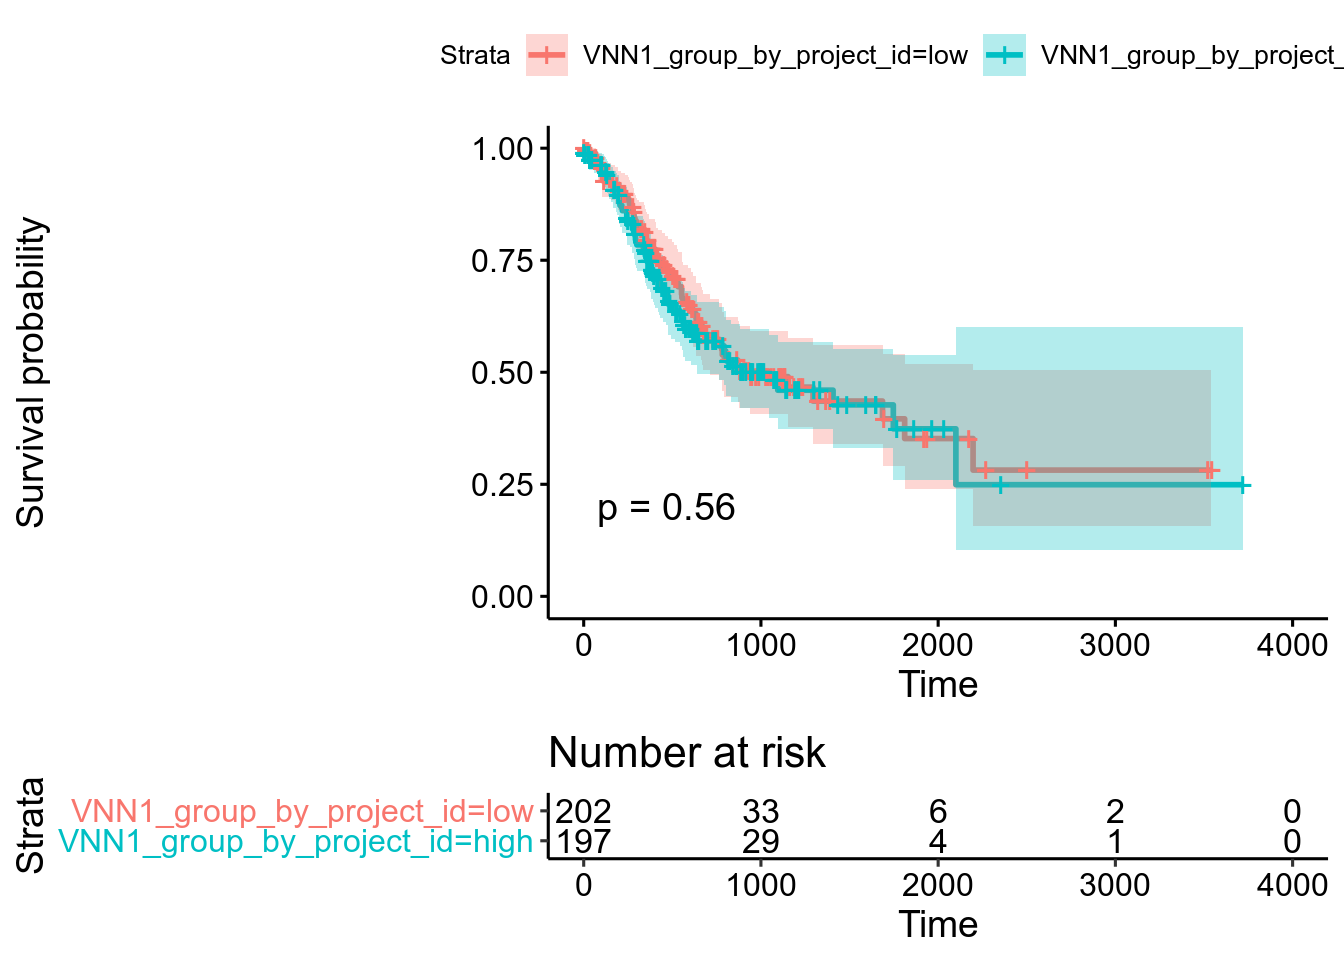 Strata VNN1_group_by_project_id=low VNN1_group_by_project_
Survival probability
1.00
0.75
0.50
0.25
0.00
p = 0.56
0 1000 2000 3000 4000
Time
Number at risk
Strata
VNN1_group_by_project_id=low 202 33 6 2 0
VNN1_group_by_project_id=high 197 29 4 1 0
0 1000 2000 3000 4000
Time